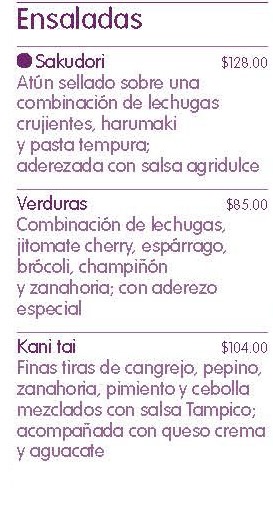 Ensaladas
Sakudori $128.00
Atún sellado sobre una
combinación de lechugas
crujientes, harumaki
y pasta tempura;
aderezada con salsa agridulce
Verduras $85.00
Combinación de lechugas,
jitomate cherry, espárrago,
brócoli, champiñón
y zanahoria; con aderezo
especial
Kani tai $104.00
Finas tiras de cangrejo, pepino,
zanahoria, pimiento y cebolla
mezclados con salsa Tampico;
acompañada con queso crema
y aguacate